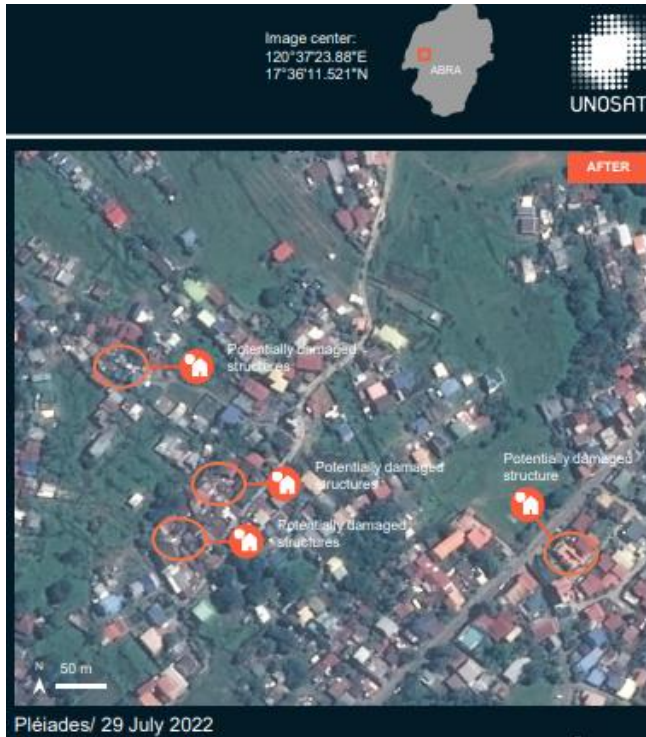 Image center:
120°37'23.88"E
17°36'11.521"N
ABRA
UNOSAT
AFTER
Potentially damaged
structures
Potentially damaged
structures
Potentially damaged
structure
Potentially damaged
structures
N
50 m
Pléiades/ 29 July 2022